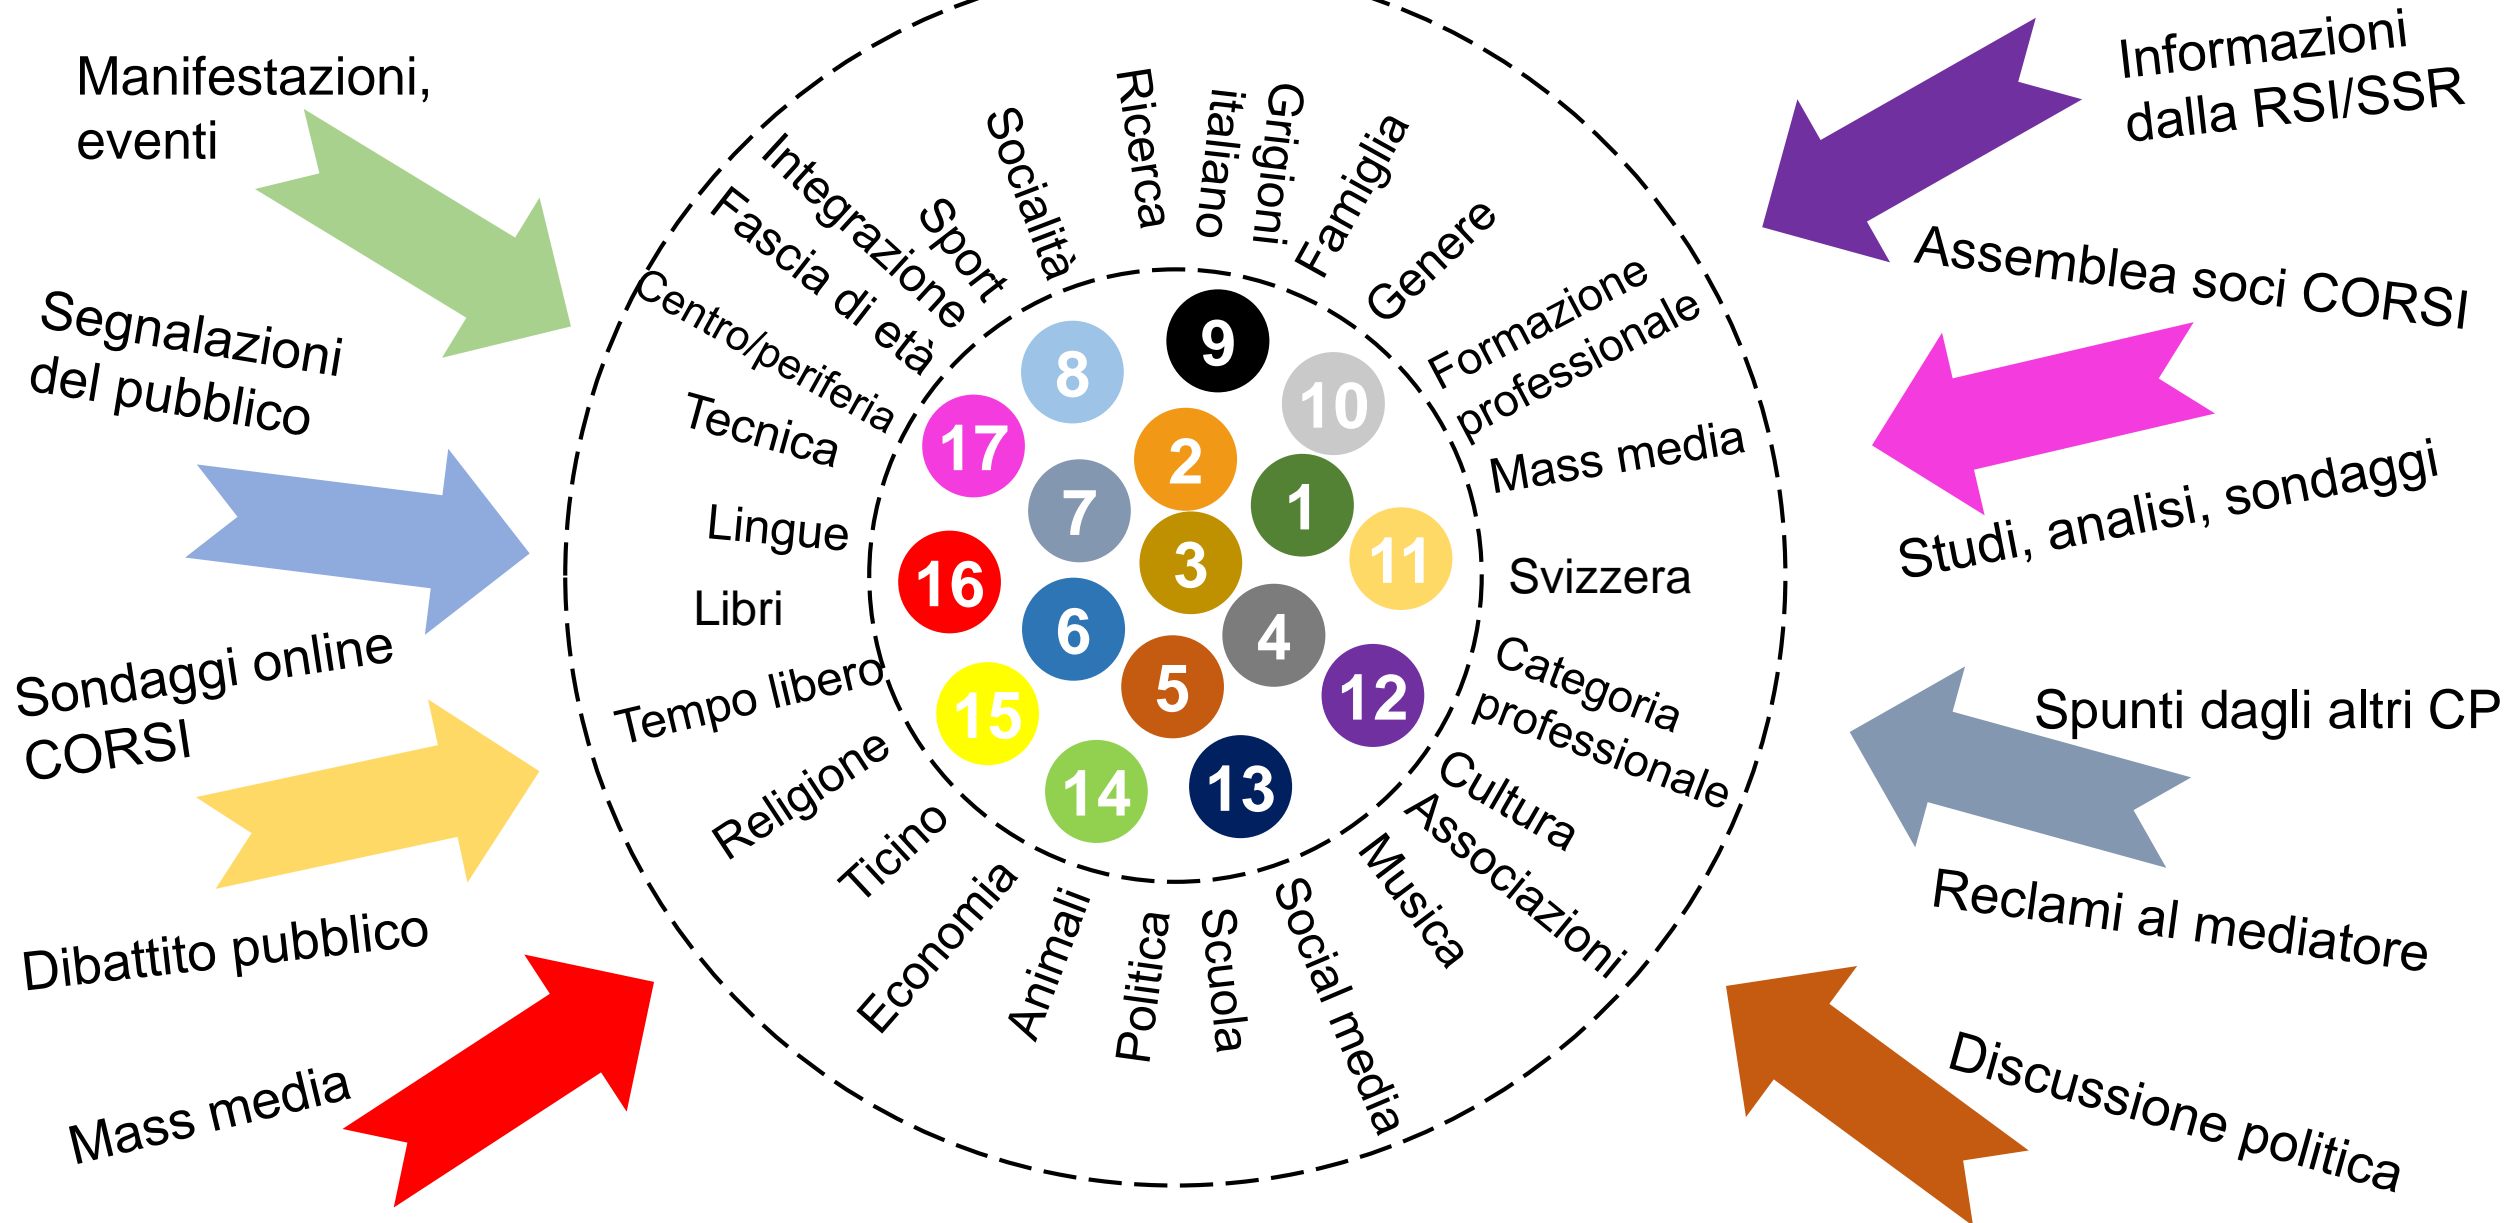 Manifestazioni,
eventi
Segnalazioni
del pubblico
Sondaggi online
CORSI
Dibattito pubblico
Mass media
Integrazione
Fascia di età
Centro/periferia
Tecnica
Lingue
Libri
Tempo libero
Religione
Ticino
Economia
Animali
Politica
Scuola
Social media
Musica
Associazioni
Cultura
Categoria
professionale
Svizzera
Mass media
Formazione
professionale
Genere
Famiglia
Grigioni
italiano
Ricerca
Socialità
Sport
9
8
10
17
2
1
7
11
3
16
6
4
5
15
12
14
13
Informazioni
dalla RSI/SSR
Assemblea soci CORSI
Studi, analisi, sondaggi
Spunti dagli altri CP
Reclami al mediatore
Discussione politica